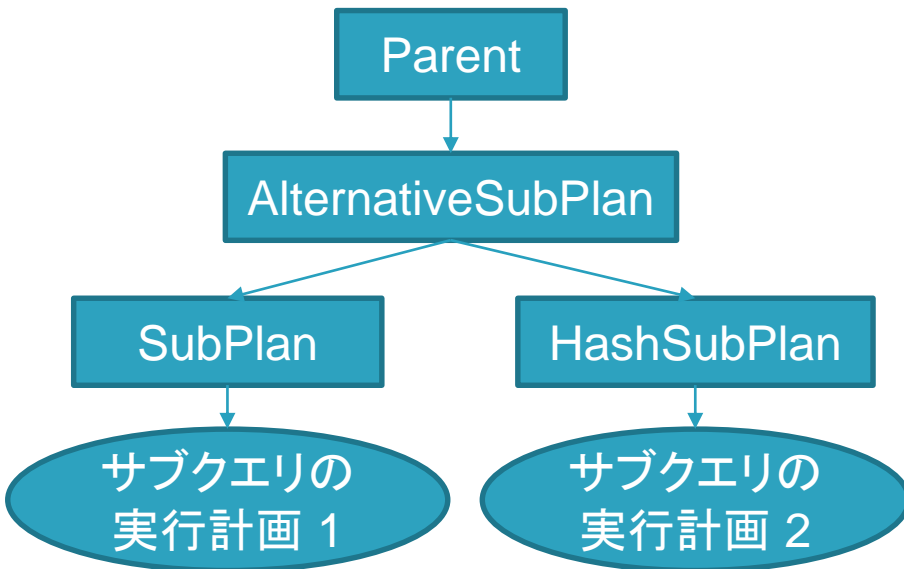 Parent
AlternativeSubPlan
SubPlan
HashSubPlan
サブクエリの
実行計画 1
サブクエリの
実行計画 2